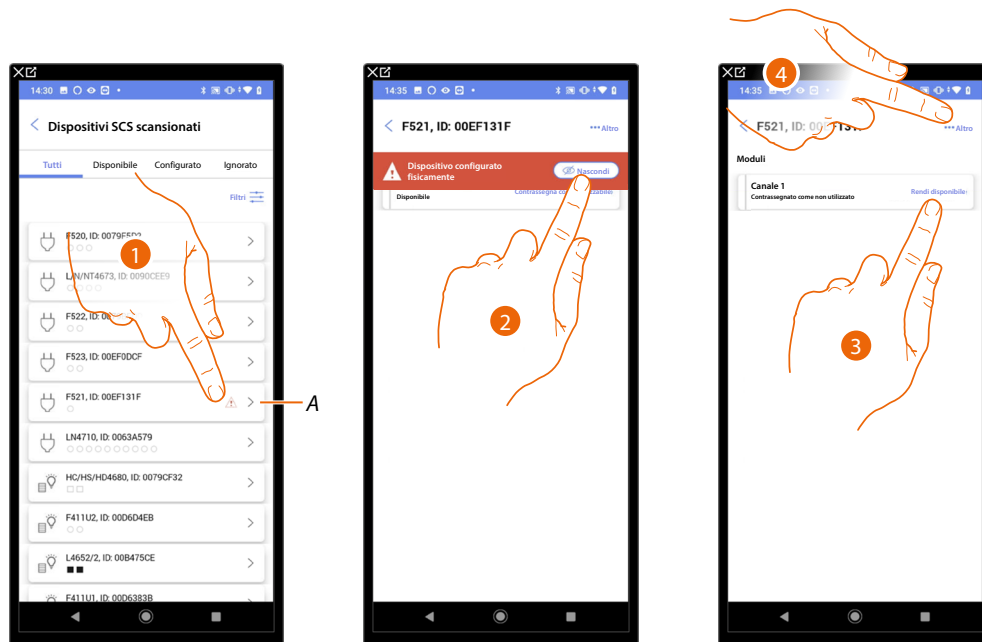 14:30
Dispositivi SCS scansionati
Tutti Disponibile Configurato Ignorato
Filtri
F520, ID: 0079F5D2
L/N/NT4673, ID: 0090CEE9
F522, ID: 00
F523, ID: 00EF0DCF
F521, ID: 00EF131F
A
LN4710, ID: 0063A579
HC/HS/HD4680, ID: 0079CF32
F411U2, ID: 00D6D4EB
L4652/2, ID: 00B475CE
F411U1, ID: 00D6383B
1
14:35
F521, ID: 00EF131F
Altro
Dispositivo configurato
fisicamente
Nascondi
Disponibile
2
4
14:35
F521, ID:
Altro
Moduli
Canale 1
Contrassegnato come non utilizzato
Rendi disponibile
3